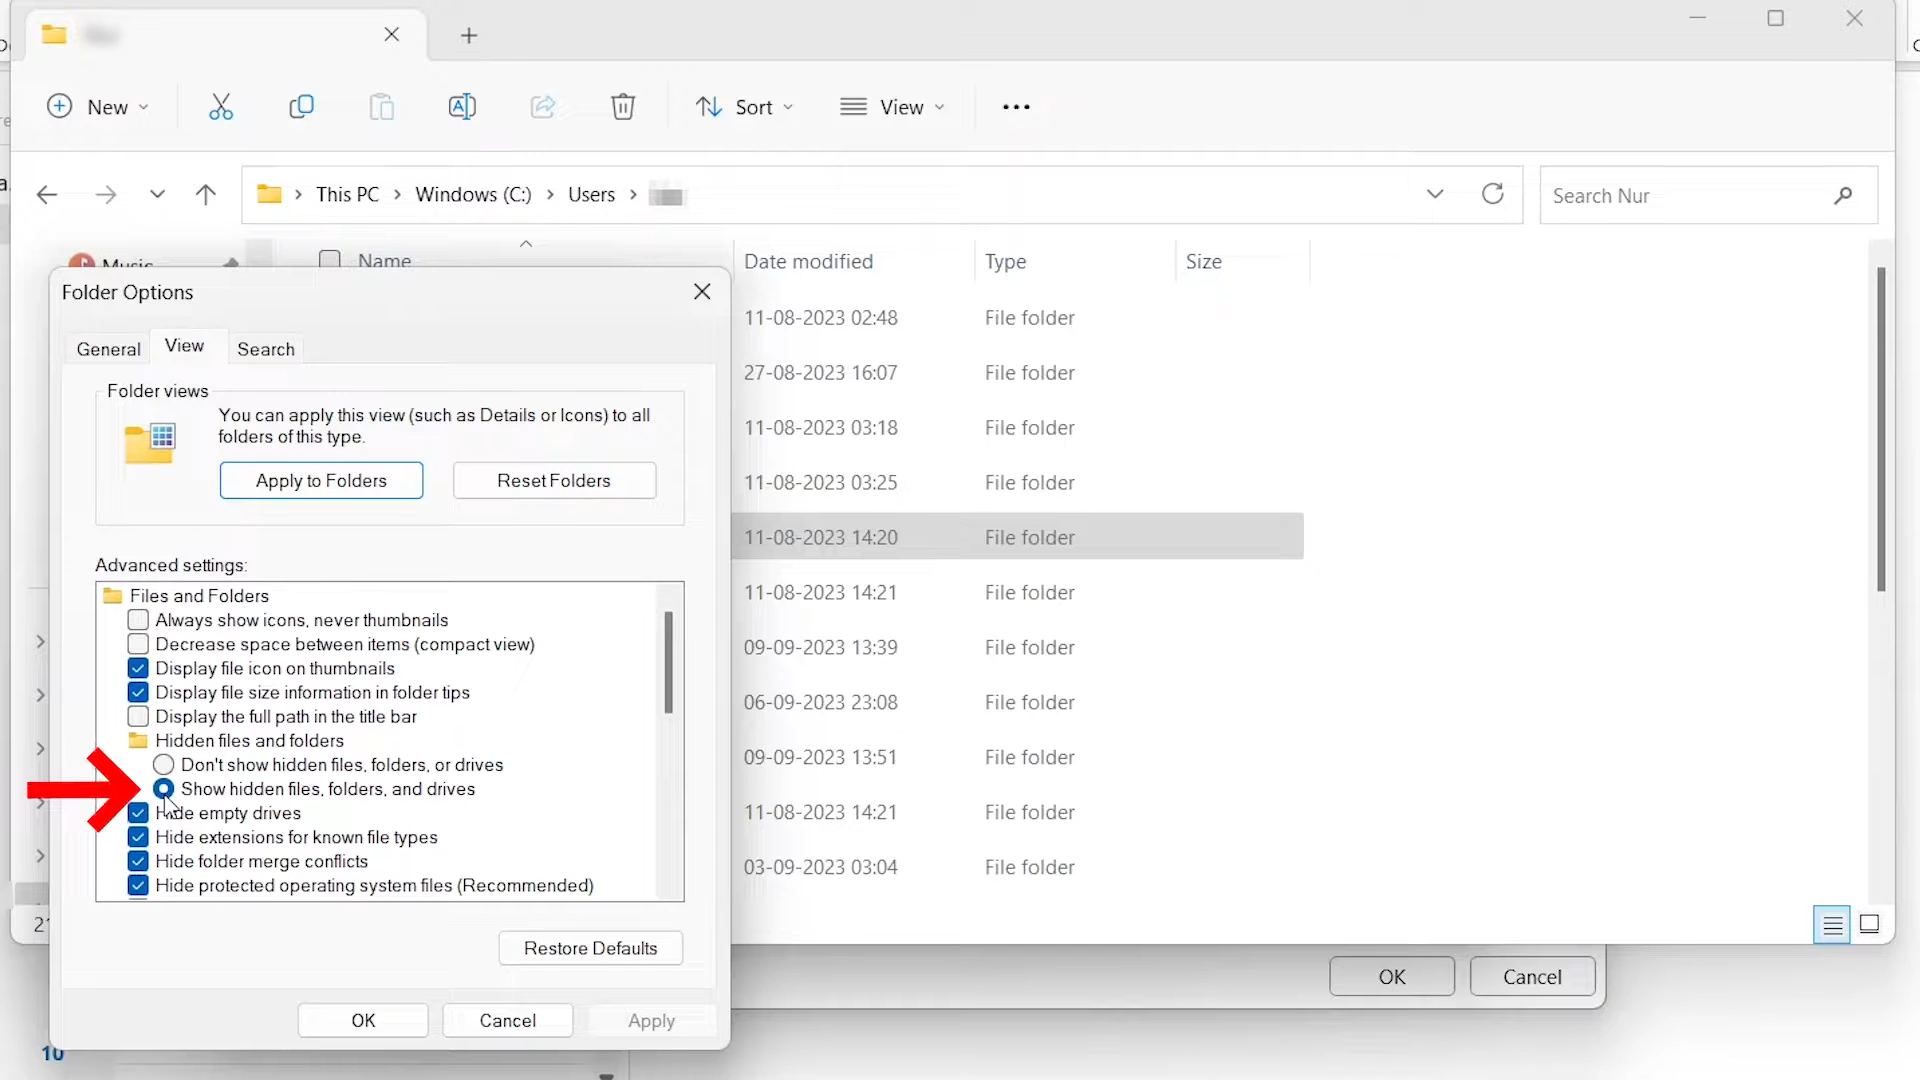 New
Sort
View
This PC
Windows (C:)
Users
Search Nur
Music
Name
Date modified
Type
Size
Folder Options
General
View
Search
Folder views
You can apply this view (such as Details or Icons) to all
folders of this type.
Apply to Folders
Reset Folders
Advanced settings:
Files and Folders
Always show icons, never thumbnails
Decrease space between items (compact view)
Display file icon on thumbnails
Display file size information in folder tips
Display the full path in the title bar
Hidden files and folders
Don't show hidden files, folders, or drives
Show hidden files, folders, and drives
Hide empty drives
Hide extensions for known file types
Hide folder merge conflicts
Hide protected operating system files (Recommended)
Restore Defaults
OK
Cancel
Apply
11-08-2023 02:48 File folder
27-08-2023 16:07 File folder
11-08-2023 03:18 File folder
11-08-2023 03:25 File folder
11-08-2023 14:20 File folder
11-08-2023 14:21 File folder
09-09-2023 13:39 File folder
06-09-2023 23:08 File folder
09-09-2023 13:51 File folder
11-08-2023 14:21 File folder
03-09-2023 03:04 File folder
OK
Cancel
10